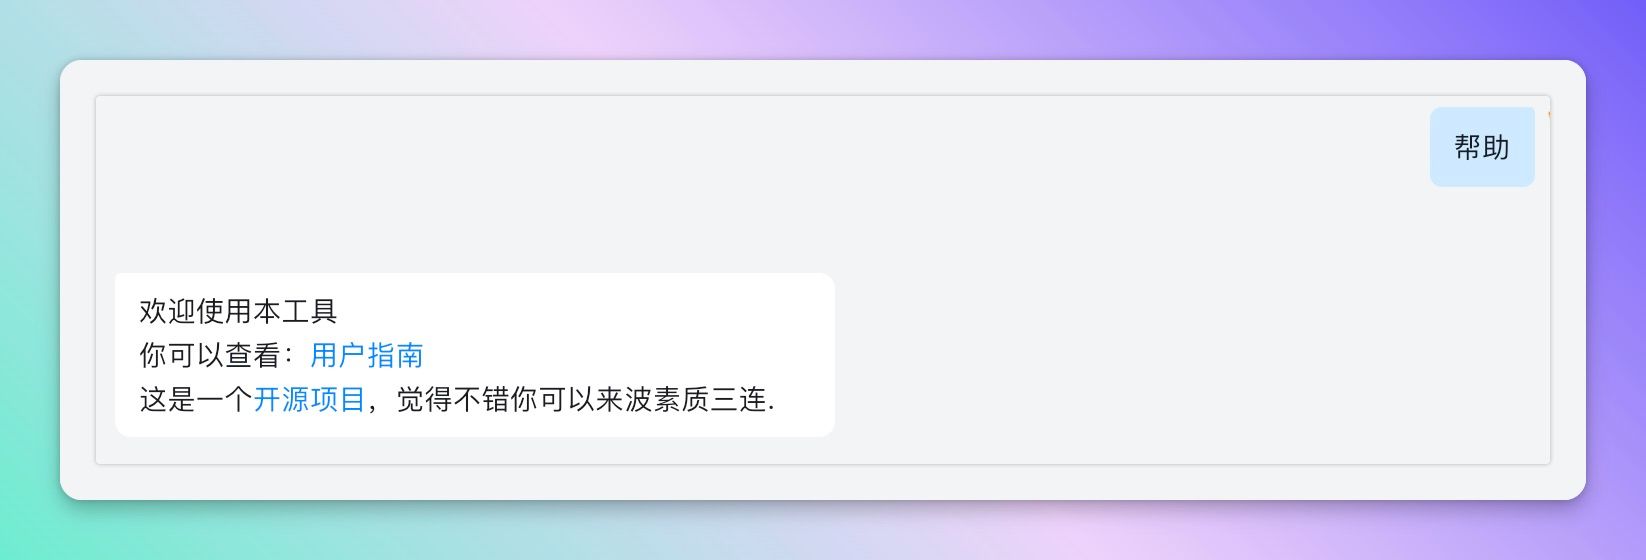 帮助
欢迎使用本工具
你可以查看：用户指南
这是一个开源项目，觉得不错你可以来波素质三连.